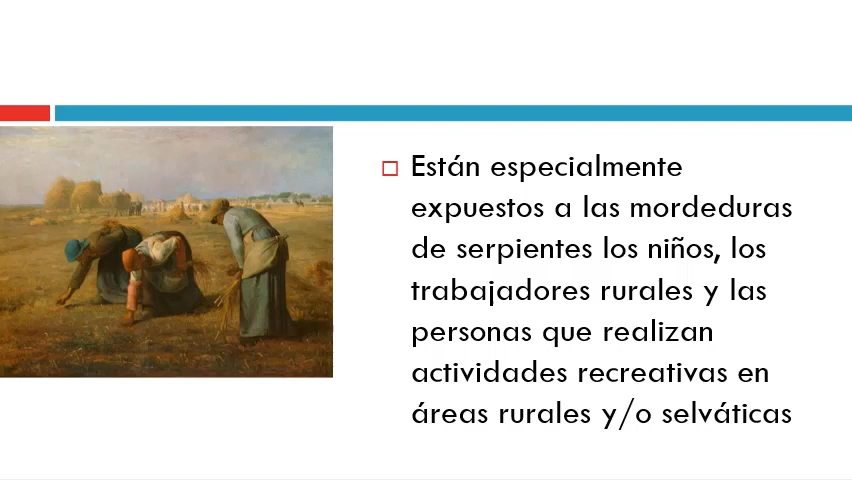 Están especialmente
expuestos a las mordeduras
de serpientes los niños, los
trabajadores rurales y las
personas que realizan
actividades recreativas en
áreas rurales y/o selváticas